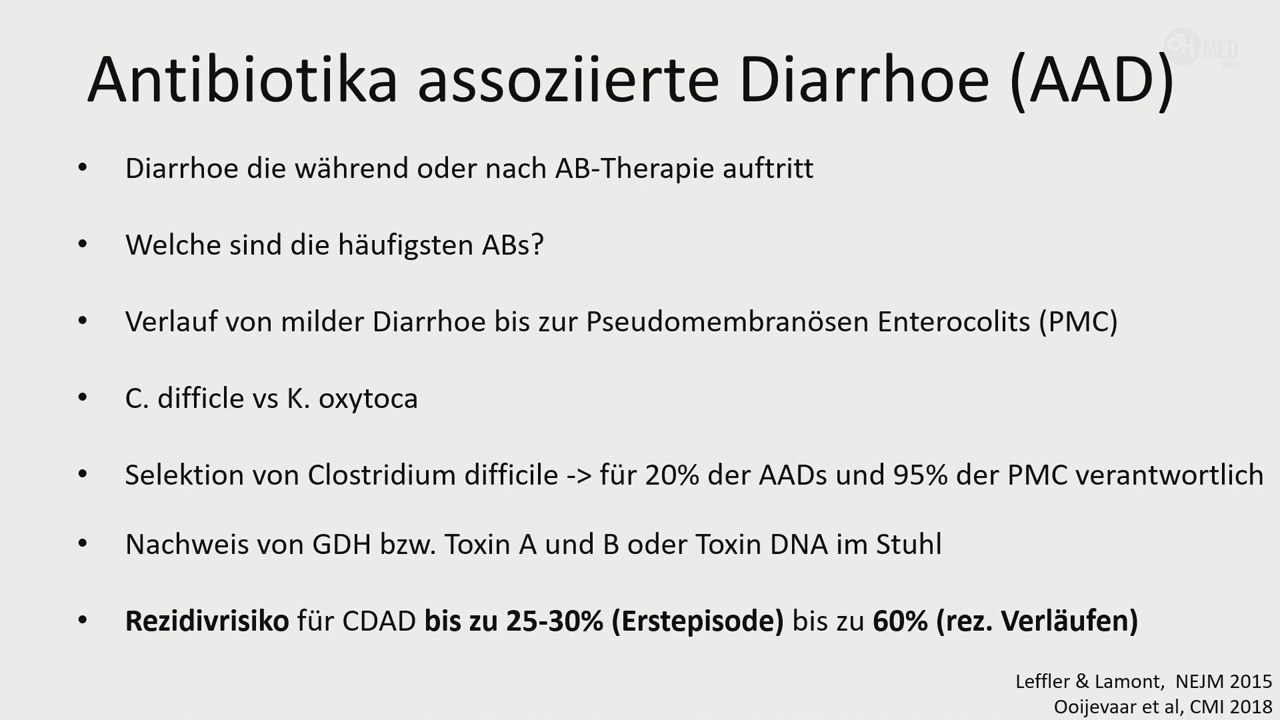 Antibiotika assoziierte Diarrhoe (AAD)
• Diarrhoe die während oder nach AB-Therapie auftritt
• Welche sind die häufigsten ABs?
• Verlauf von milder Diarrhoe bis zur Pseudomembranösen Enterocolits (PMC)
• C. difficle vs K. oxytoca
• Selektion von Clostridium difficile -> für 20% der AADs und 95% der PMC verantwortlich
• Nachweis von GDH bzw. Toxin A und B oder Toxin DNA im Stuhl
• Rezidivrisiko für CDAD bis zu 25-30% (Erstepisode) bis zu 60% (rez. Verläufen)
Leffler & Lamont, NEJM 2015
Ooijevaar et al, CMI 2018
MED